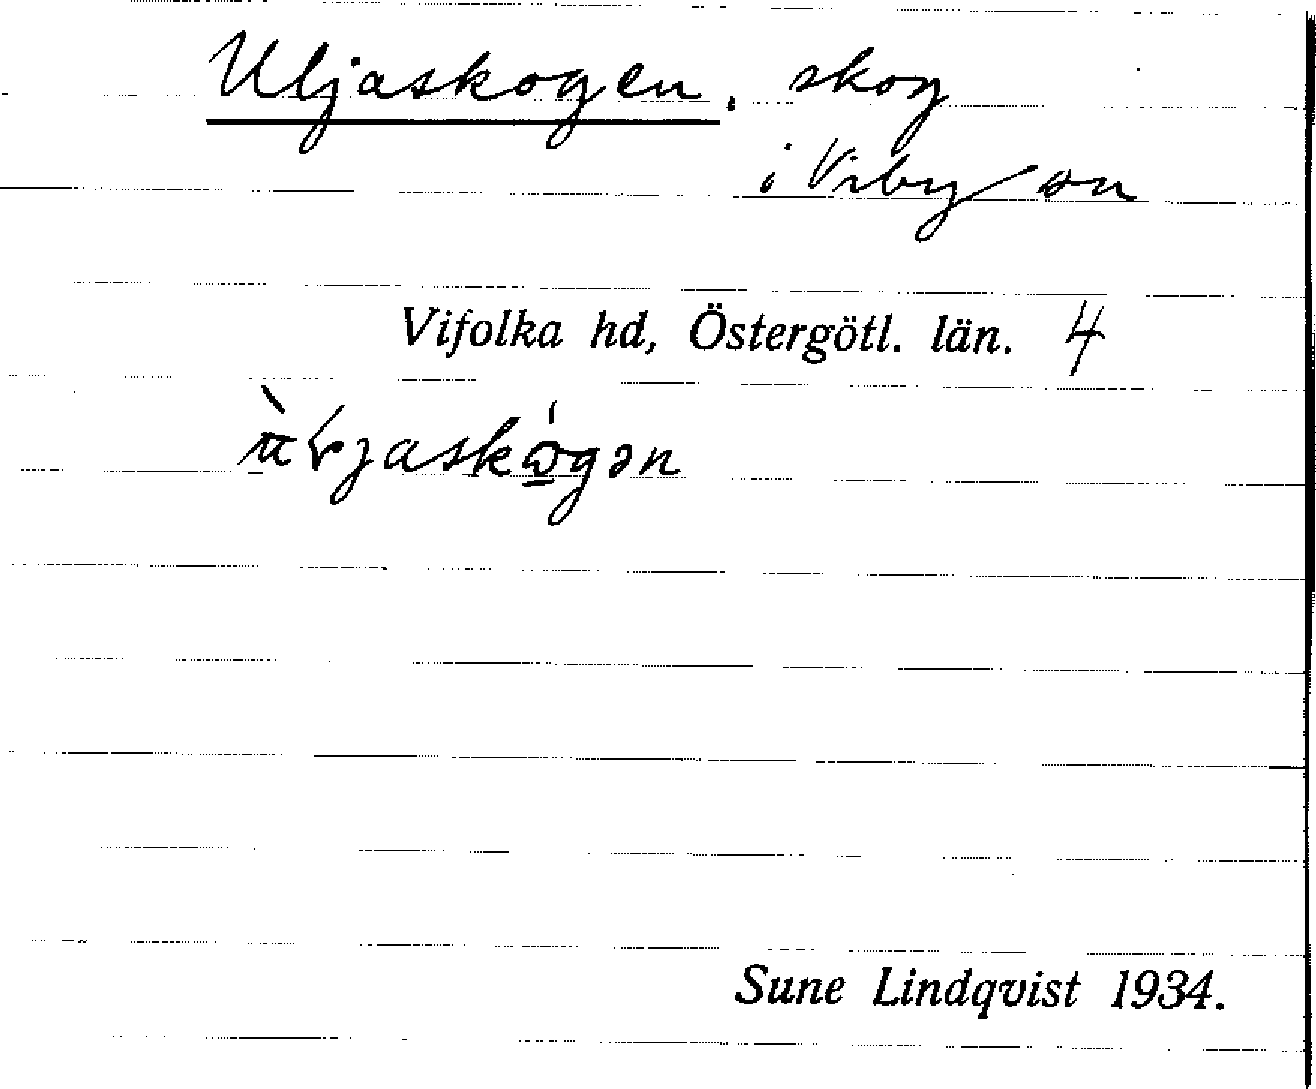 Uljaskogen, skog
i Viby sn
Vifolka hd, Östergötl. län. 4
Sune Lindqvist 1934.